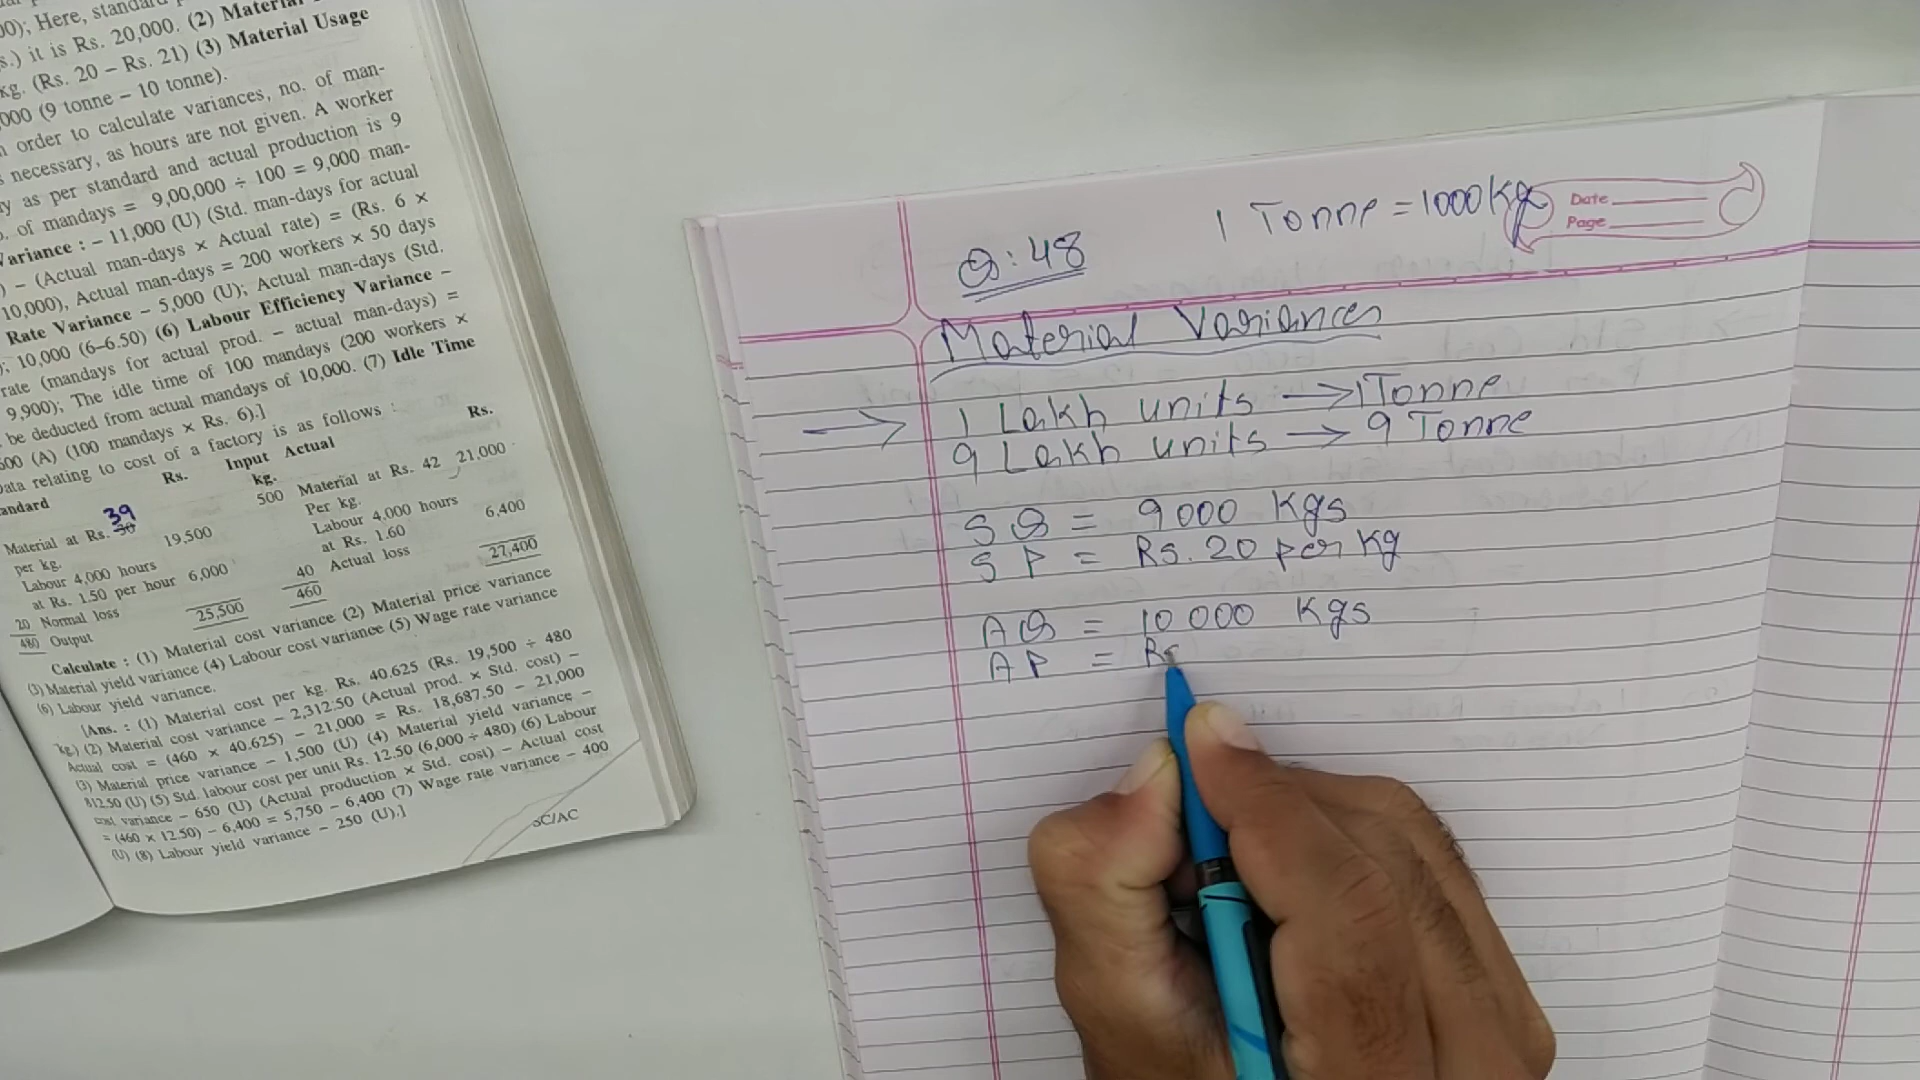 00); Here, standard
s.) it is Rs. 20,000. (2) Material
kg. (Rs. 20 – Rs. 21) (3) Material Usage
000 (9 tonne – 10 tonne).
order to calculate variances, no. of man-
necessary, as hours are not given. A worker
y as per standard and actual production is 9
. of mandays = 9,00,000 ÷ 100 = 9,000 man-
Variance : – 11,000 (U) (Std. man-days for actual
) – (Actual man-days × Actual rate) = (Rs. 6 ×
10,000), Actual man-days = 200 workers × 50 days
Rate Variance – 5,000 (U); Actual man-days (Std.
); 10,000 (6–6.50) (6) Labour Efficiency Variance –
rate (mandays for actual prod. – actual man-days) =
9,900); The idle time of 100 mandays (200 workers ×
be deducted from actual mandays of 10,000. (7) Idle Time
600 (A) (100 mandays × Rs. 6).]
ata relating to cost of a factory is as follows :
andard Rs. Input Actual Rs.
kg.
Material at Rs. 39 19,500 500 Material at Rs. 42 21,000
per kg. Per kg.
Labour 4,000 hours Labour 4,000 hours
at Rs. 1.50 per hour 6,000 at Rs. 1.60 6,400
20 Normal loss 40 Actual loss
480 Output 25,500 460 27,400
Calculate : (1) Material cost variance (2) Material price variance
(3) Material yield variance (4) Labour cost variance (5) Wage rate variance
(6) Labour yield variance.
[Ans. : (1) Material cost per kg. Rs. 40.625 (Rs. 19,500 ÷ 480
kg) (2) Material cost variance – 2,312.50 (Actual prod. × Std. cost) –
Actual cost = (460 × 40.625) – 21,000 = Rs. 18,687.50 – 21,000
(3) Material price variance – 1,500 (U) (4) Material yield variance –
812.50 (U) (5) Std. labour cost per unit Rs. 12.50 (6,000 ÷ 480) (6) Labour
cost variance – 650 (U) (Actual production × Std. cost) – Actual cost
= (460 × 12.50) – 6,400 = 5,750 – 6,400 (7) Wage rate variance – 400
(U) (8) Labour yield variance – 250 (U).]
SC/AC
1 Tonne = 1000 Kg
Date
Page
Q:48
Material Variances
1 Lakh units → 1 Tonne
9 Lakh units → 9 Tonne
SQ = 9000 Kgs
SP = Rs. 20 per Kg
AQ = 10000 Kgs
AP = Rs